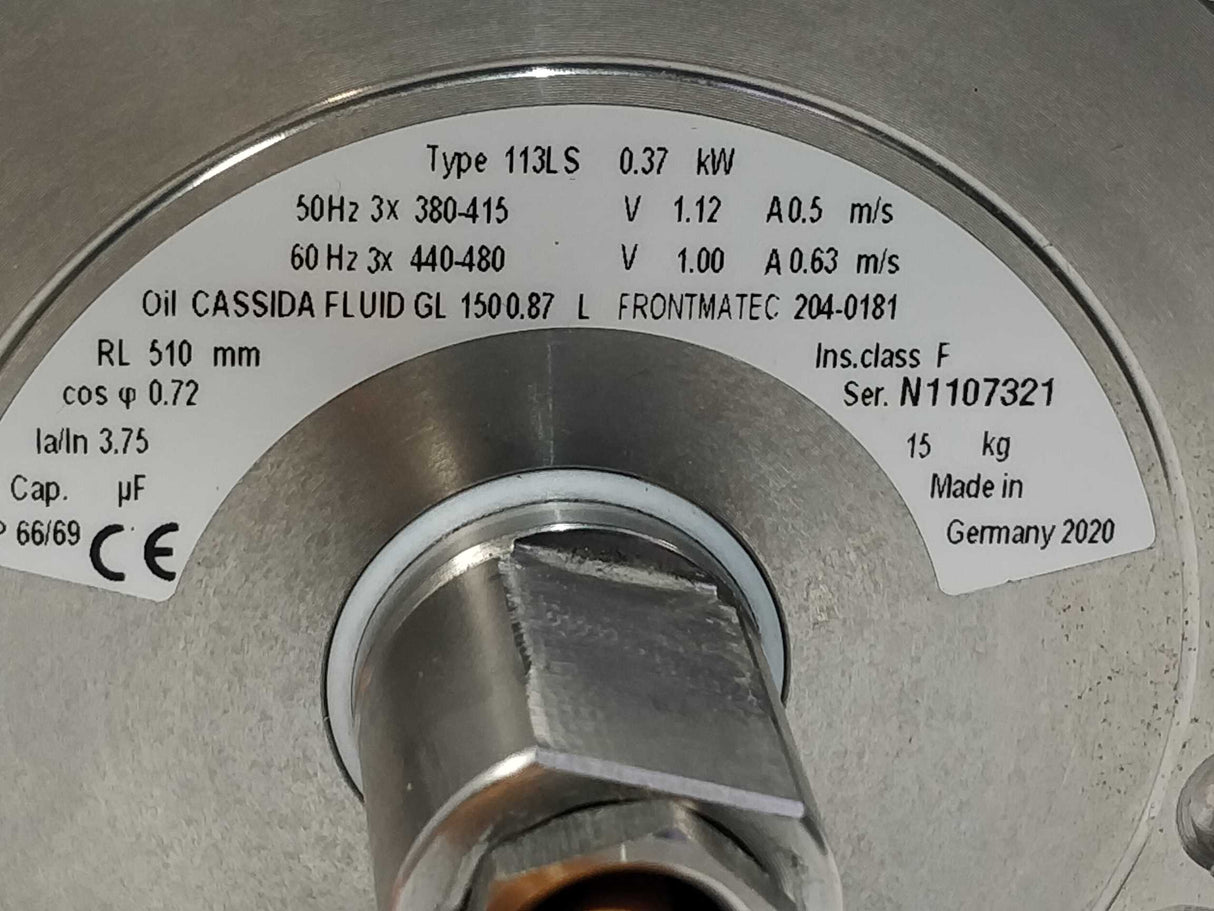 Type 113LS 0.37 kW
50Hz 3x 380-415 V 1.12 A 0.5 m/s
60 Hz 3x 440-480 V 1.00 A 0.63 m/s
Oil CASSIDA FLUID GL 150 0.87 L FRONTMATEC 204-0181
RL 510 mm
cos φ 0.72
Ia/In 3.75
Cap. µF
66/69 CE
Ins.class F
Ser. N1107321
15 kg
Made in
Germany 2020